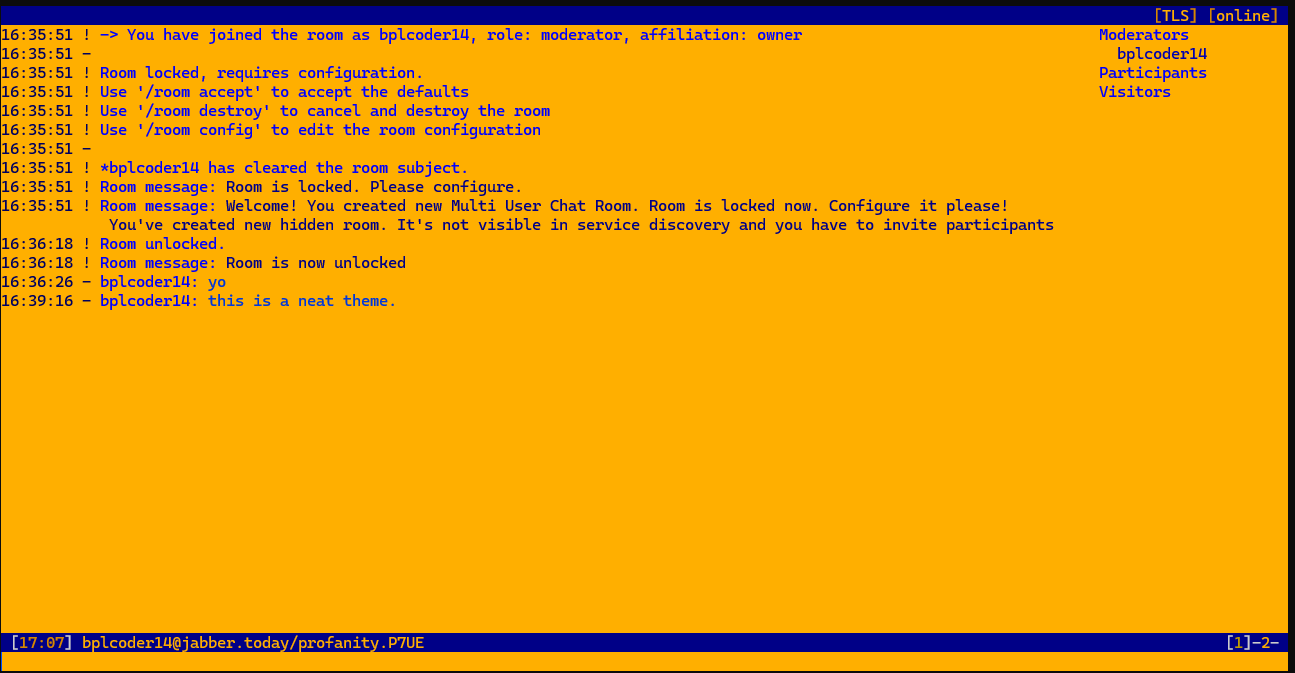 [TLS] [online]
16:35:51 ! -> You have joined the room as bplcoder14, role: moderator, affiliation: owner
16:35:51 -
16:35:51 ! Room locked, requires configuration.
16:35:51 ! Use '/room accept' to accept the defaults
16:35:51 ! Use '/room destroy' to cancel and destroy the room
16:35:51 ! Use '/room config' to edit the room configuration
16:35:51 -
16:35:51 ! *bplcoder14 has cleared the room subject.
16:35:51 ! Room message: Room is locked. Please configure.
16:35:51 ! Room message: Welcome! You created new Multi User Chat Room. Room is locked now. Configure it please!
You've created new hidden room. It's not visible in service discovery and you have to invite participants
16:36:18 ! Room unlocked.
16:36:18 ! Room message: Room is now unlocked
16:36:26 - bplcoder14: yo
16:39:16 - bplcoder14: this is a neat theme.
Moderators
bplcoder14
Participants
Visitors
[17:07] bplcoder14@jabber.today/profanity.P7UE
[1]-2-